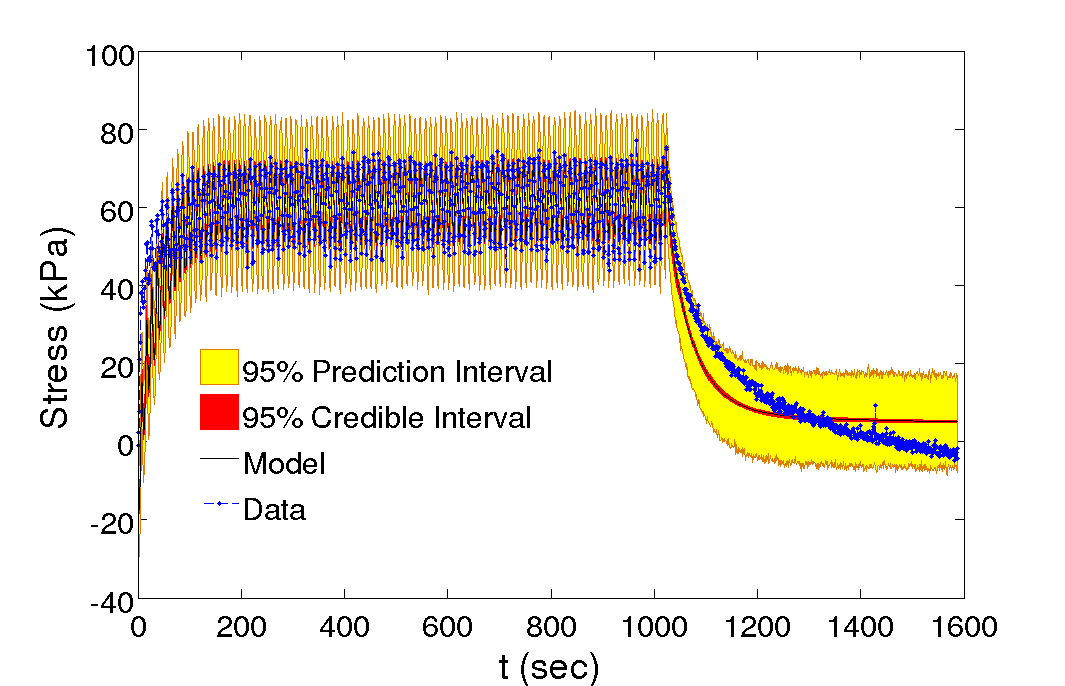 100
80
60
40
20
0
-20
-40
Stress (kPa)
95% Prediction Interval
95% Credible Interval
Model
Data
0 200 400 600 800 1000 1200 1400 1600
t (sec)